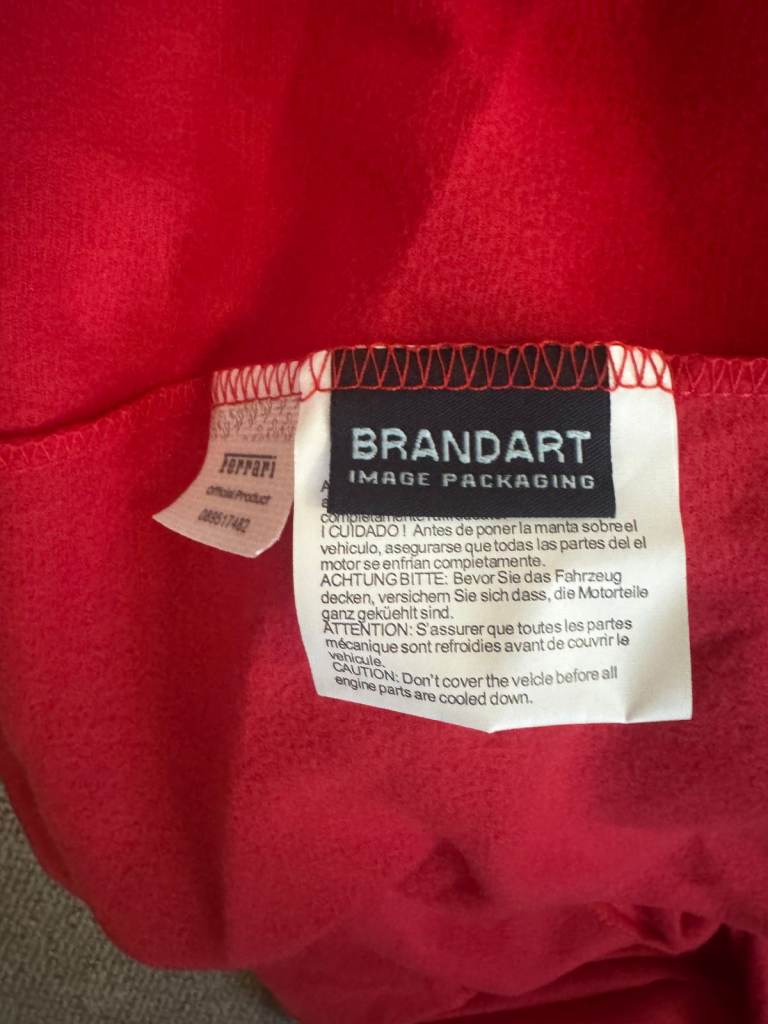 BRANDART
IMAGE PACKAGING
Ferrari
Official Product
¡ CUIDADO ! Antes de poner la manta sobre el
vehiculo, asegurarse que todas las partes del el
motor se enfrian completamente.
ACHTUNG BITTE: Bevor Sie das Fahrzeug
decken, versichern Sie sich dass, die Motorteile
ganz geküehlt sind.
ATTENTION: S'assurer que toutes les partes
mécanique sont refroidies avant de couvrir le
vehicule.
CAUTION: Don't cover the veicle before all
engine parts are cooled down.